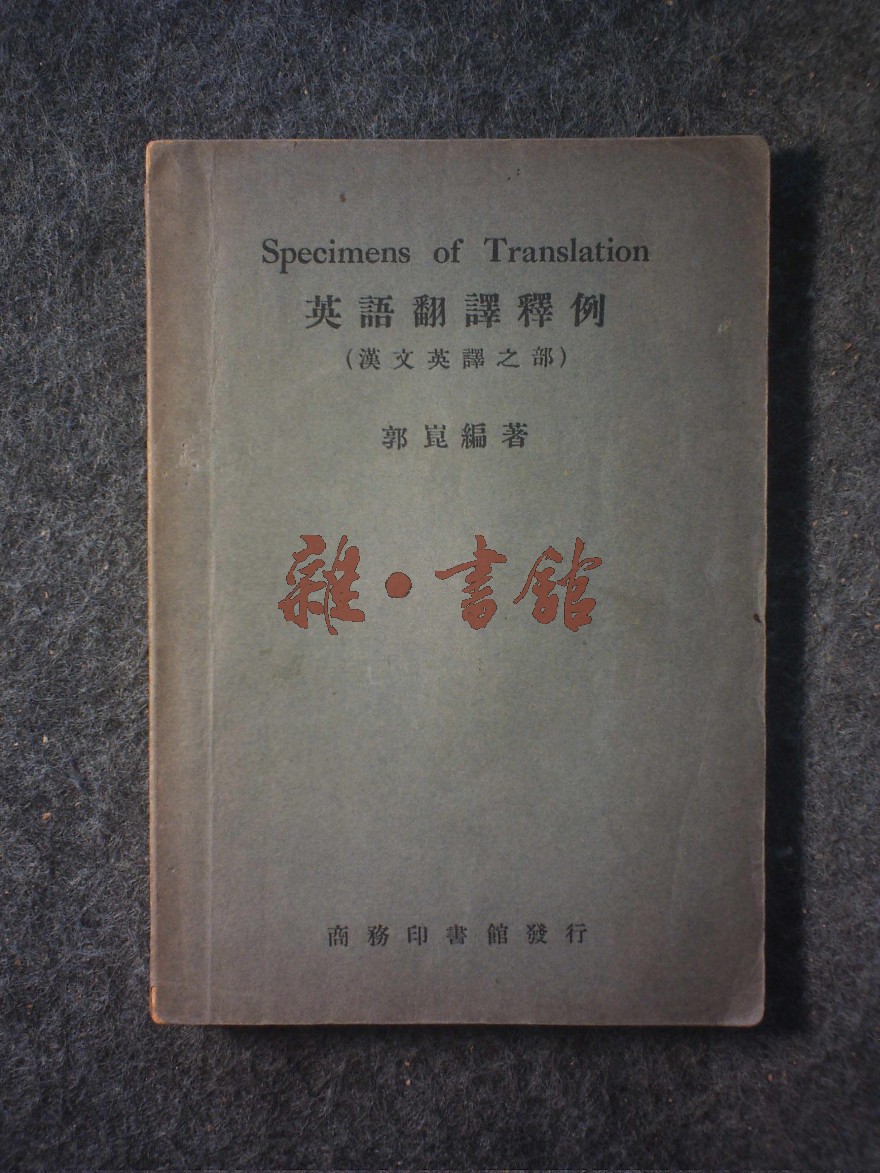 Specimens of Translation
英語翻譯釋例
(漢文英譯之部)
郭崑編著
雜·書館
商務印書館發行